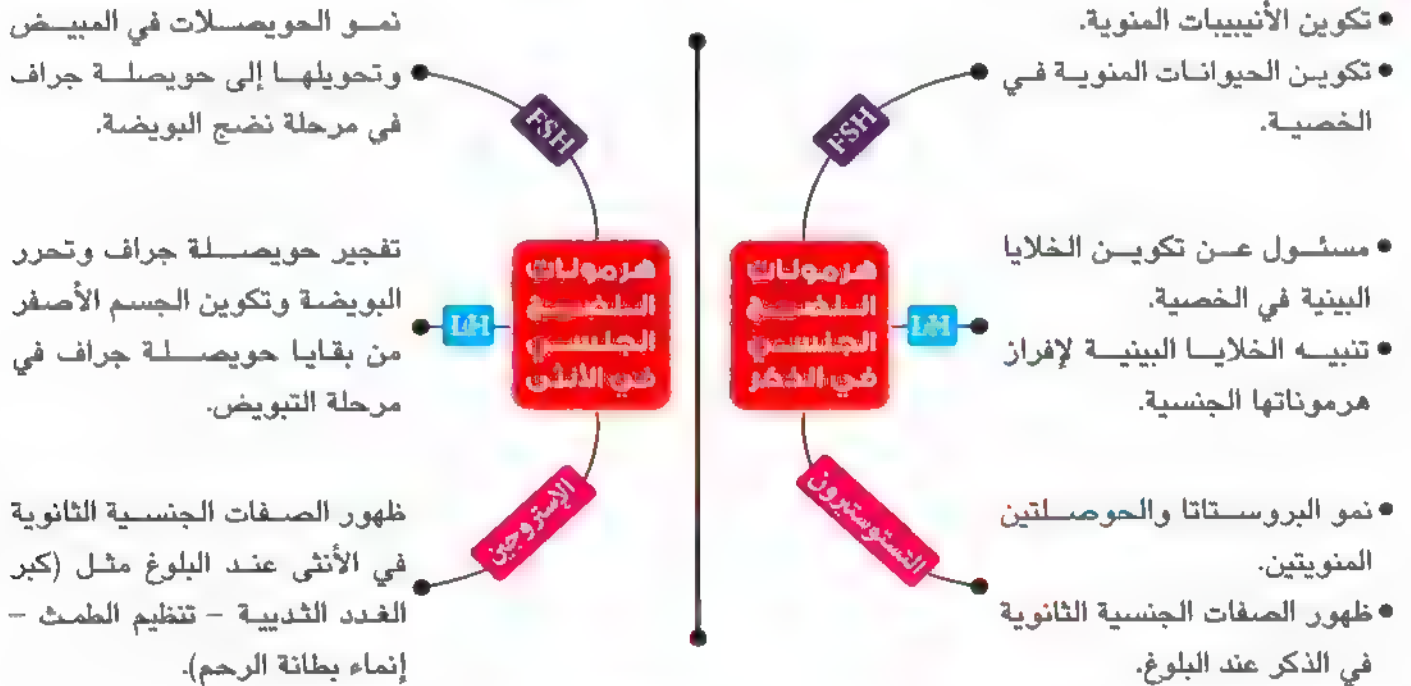 تكوين الأنيبيبات المنوية.
تكوين الحيوانات المنوية في
الخصية.
FSH
مسئول عن تكوين الخلايا
البينية في الخصية.
تنبيه الخلايا البينية لإفراز
هرموناتها الجنسية.
LH
هرمونات
النضج
الجنسي
في الذكر
نمو البروستاتا والحوصلتين
المنويتين.
ظهور الصفات الجنسية الثانوية
في الذكر عند البلوغ.
التستوستيرون
نمو الحويصلات في المبيض
وتحويلها إلى حويصلة جراف
في مرحلة نضج البويضة.
FSH
هرمونات
النضج
الجنسي
في الأنثى
تفجير حويصلة جراف وتحرر
البويضة وتكوين الجسم الأصفر
من بقايا حويصلة جراف في
مرحلة التبويض.
LH
ظهور الصفات الجنسية الثانوية
في الأنثى عند البلوغ مثل (كبر
الغدد الثديية – تنظيم الطمث –
إنماء بطانة الرحم).
الإستروجين